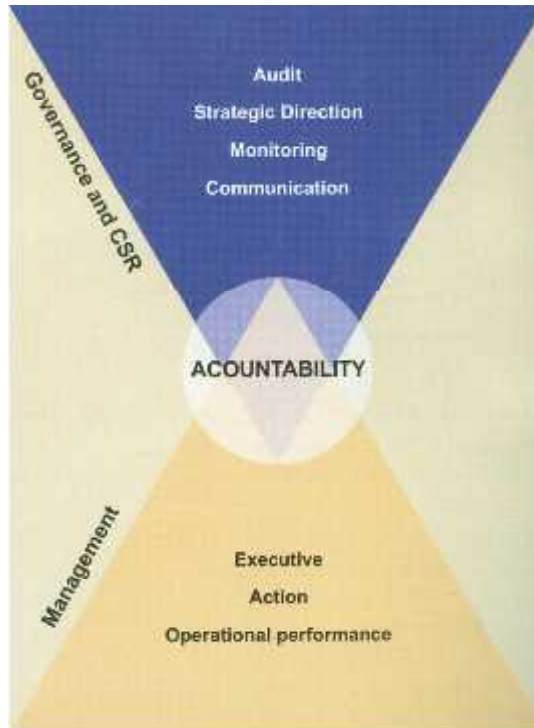 Governance and CSR
Audit
Strategic Direction
Monitoring
Communication
ACOUNTABILITY
Management
Executive
Action
Operational performance